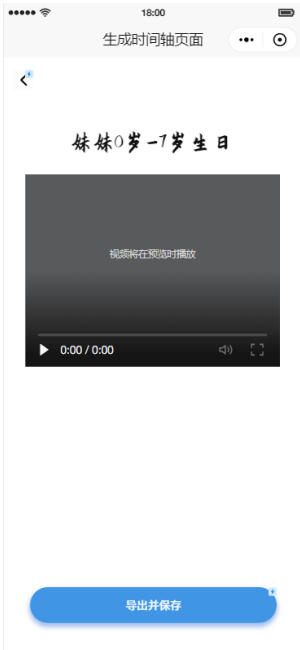 18:00
生成时间轴页面
妹妹0岁-7岁生日
视频将在预览时播放
0:00 / 0:00
导出并保存